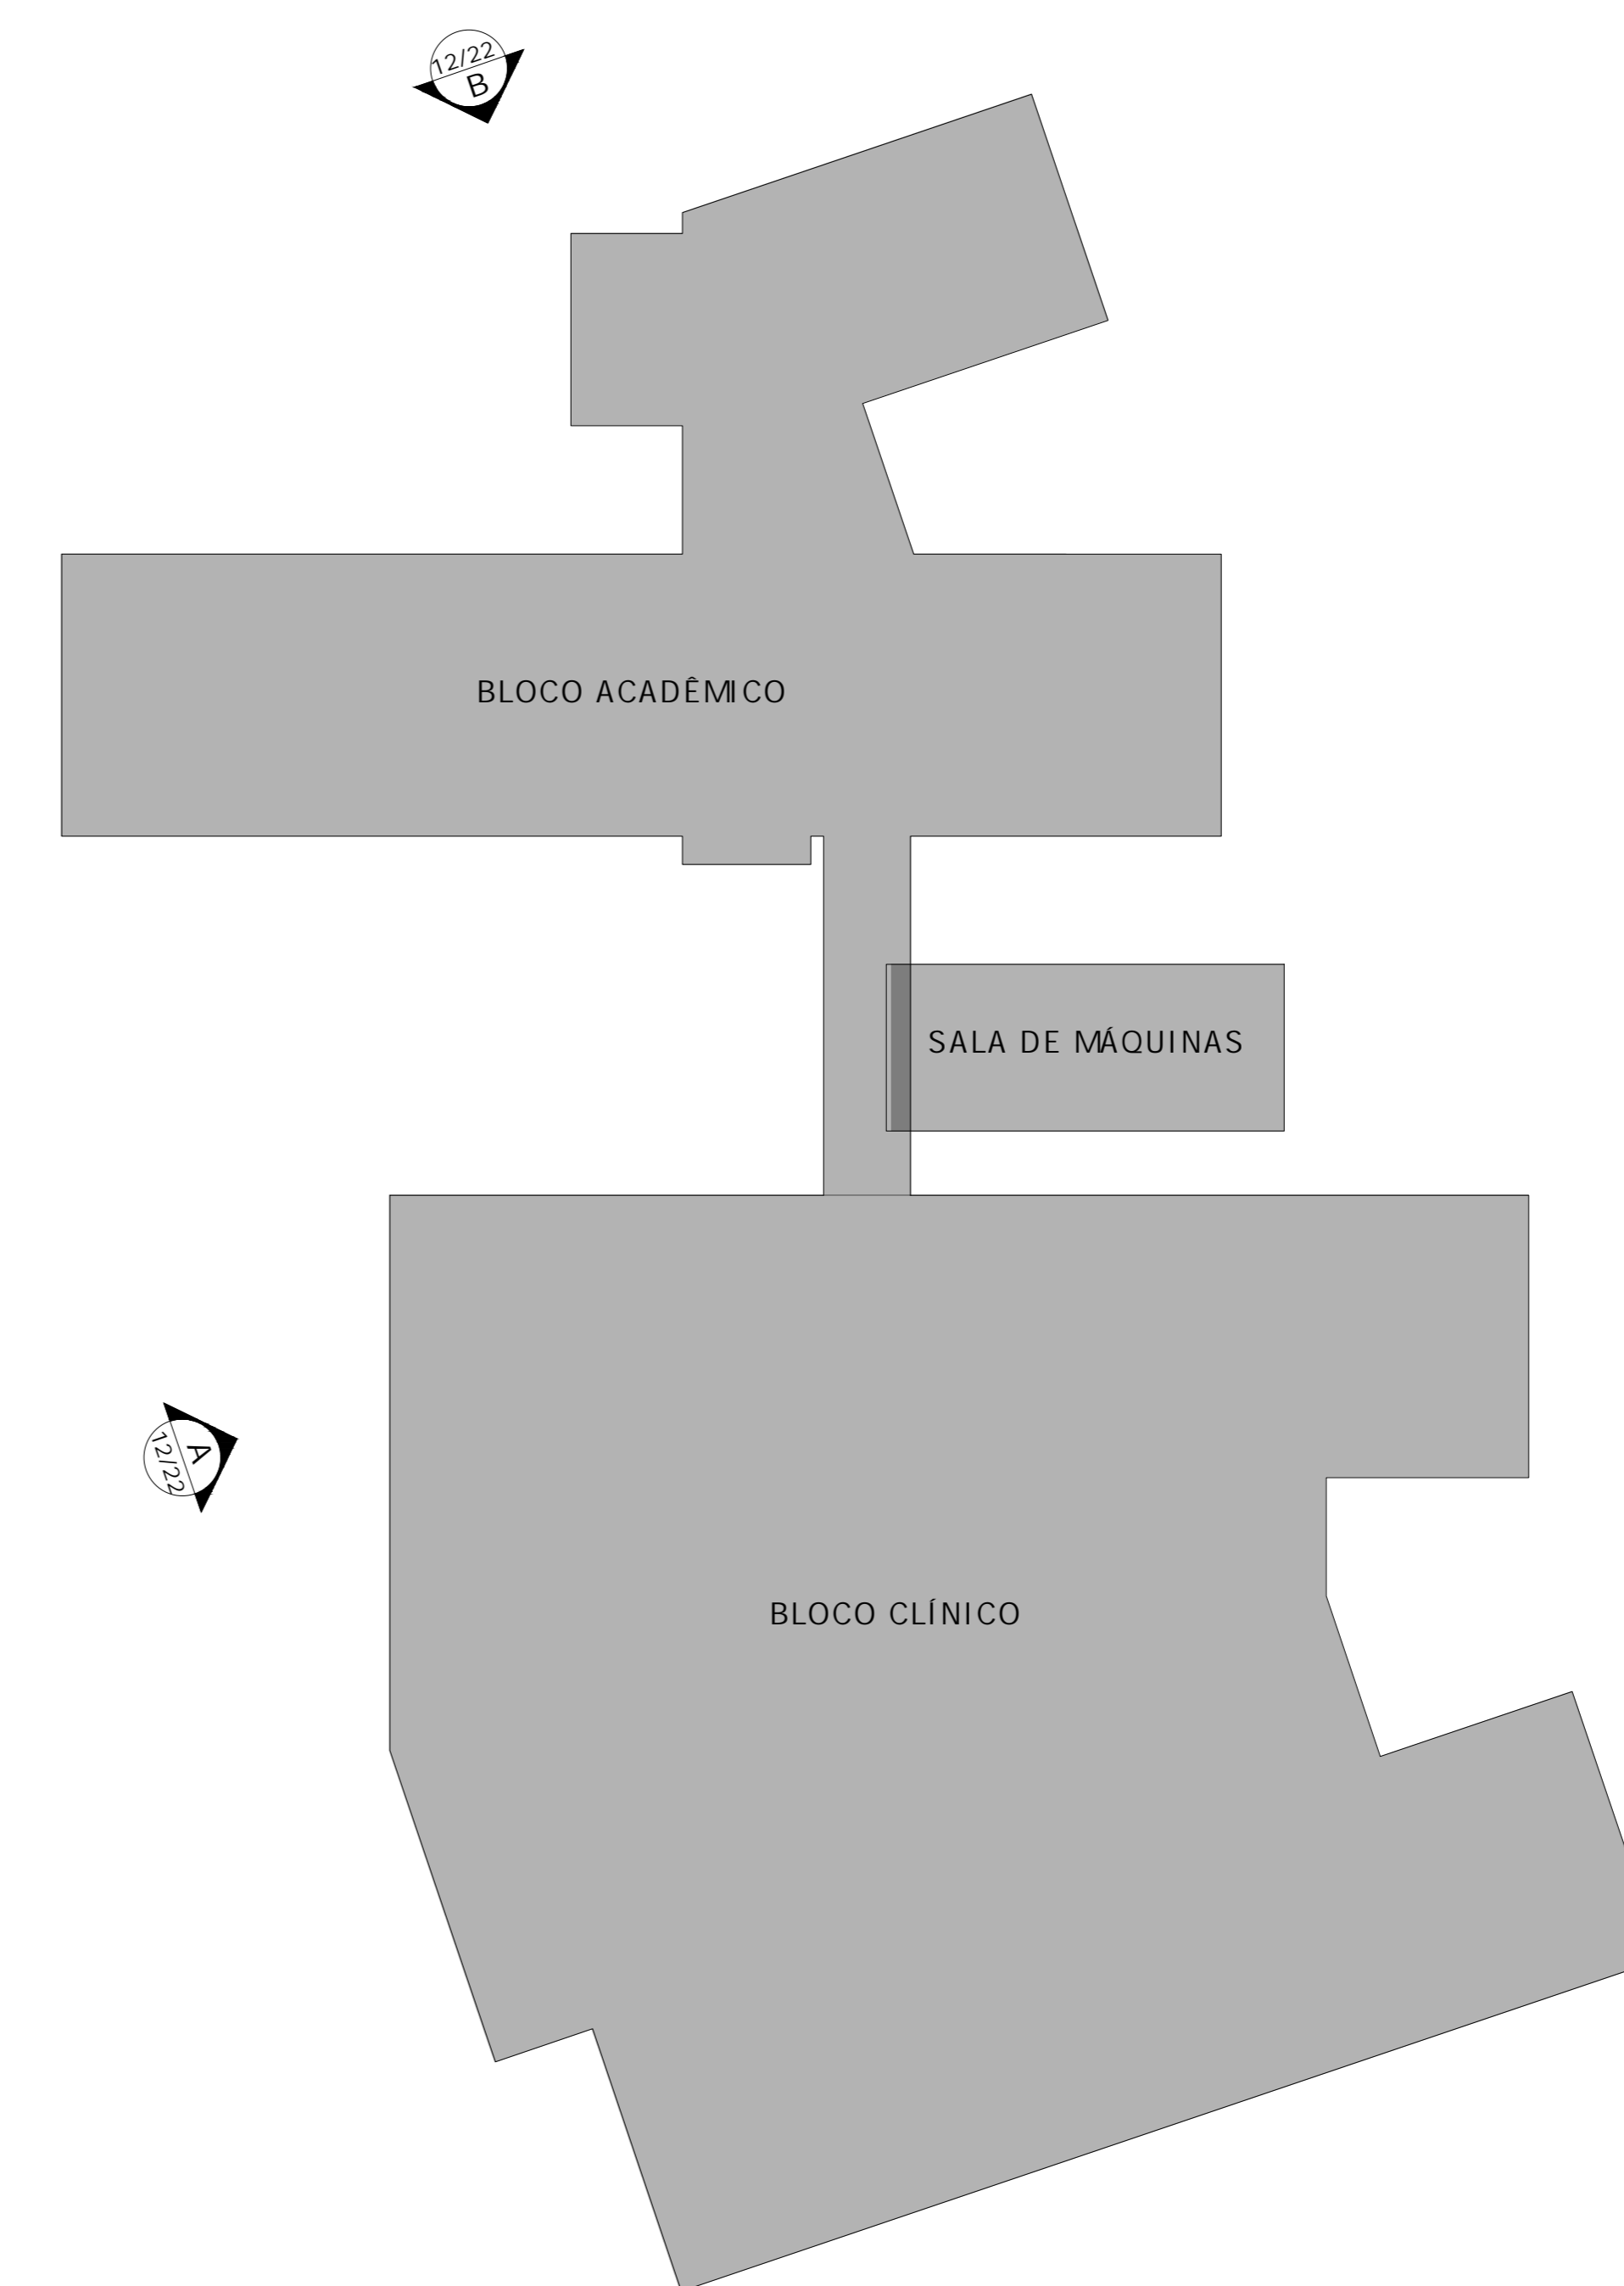 12/22
B
BLOCO ACADÊMICO
SALA DE MÁQUINAS
A
12/22
BLOCO CLÍNICO